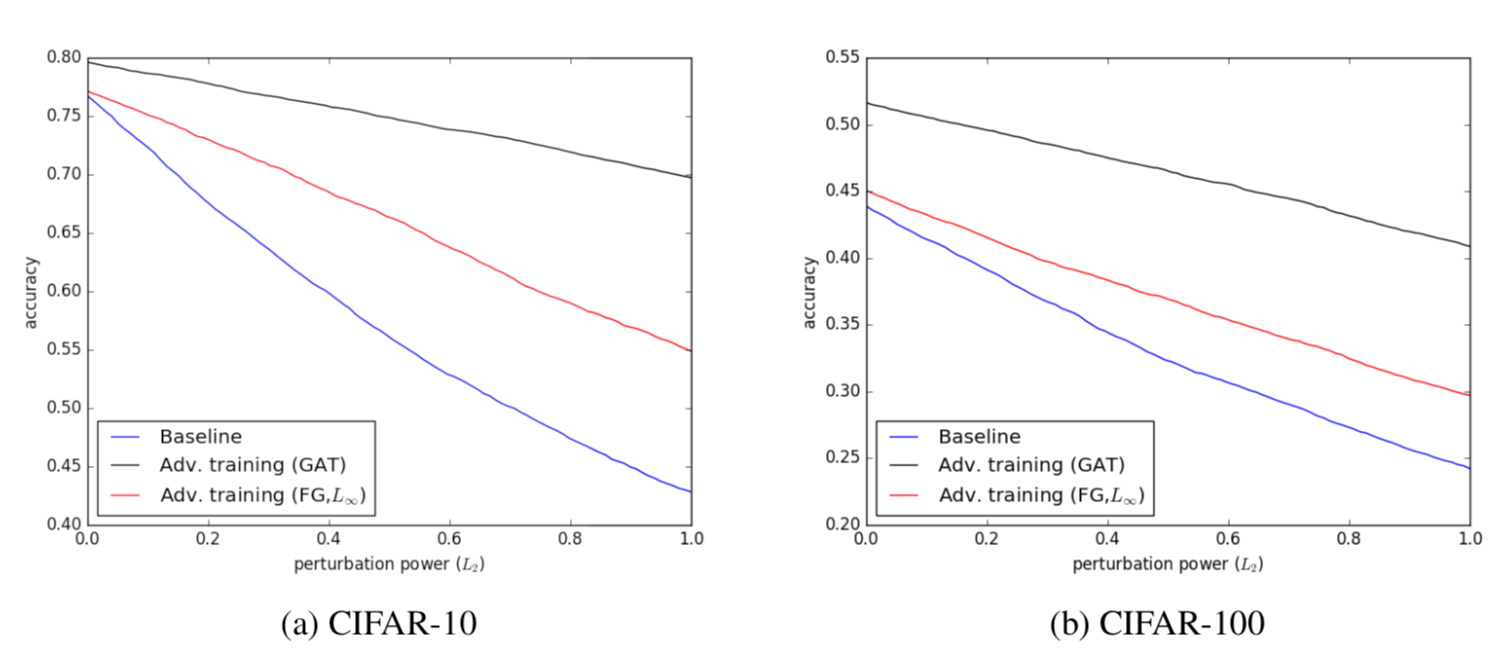 0.80
0.75
0.70
0.65
0.60
0.55
0.50
0.45
0.40
accuracy
Baseline
Adv. training (GAT)
Adv. training (FG,L∞)
0.0 0.2 0.4 0.6 0.8 1.0
perturbation power (L₂)
(a) CIFAR-10
0.55
0.50
0.45
0.40
0.35
0.30
0.25
0.20
accuracy
Baseline
Adv. training (GAT)
Adv. training (FG,L∞)
0.0 0.2 0.4 0.6 0.8 1.0
perturbation power (L₂)
(b) CIFAR-100